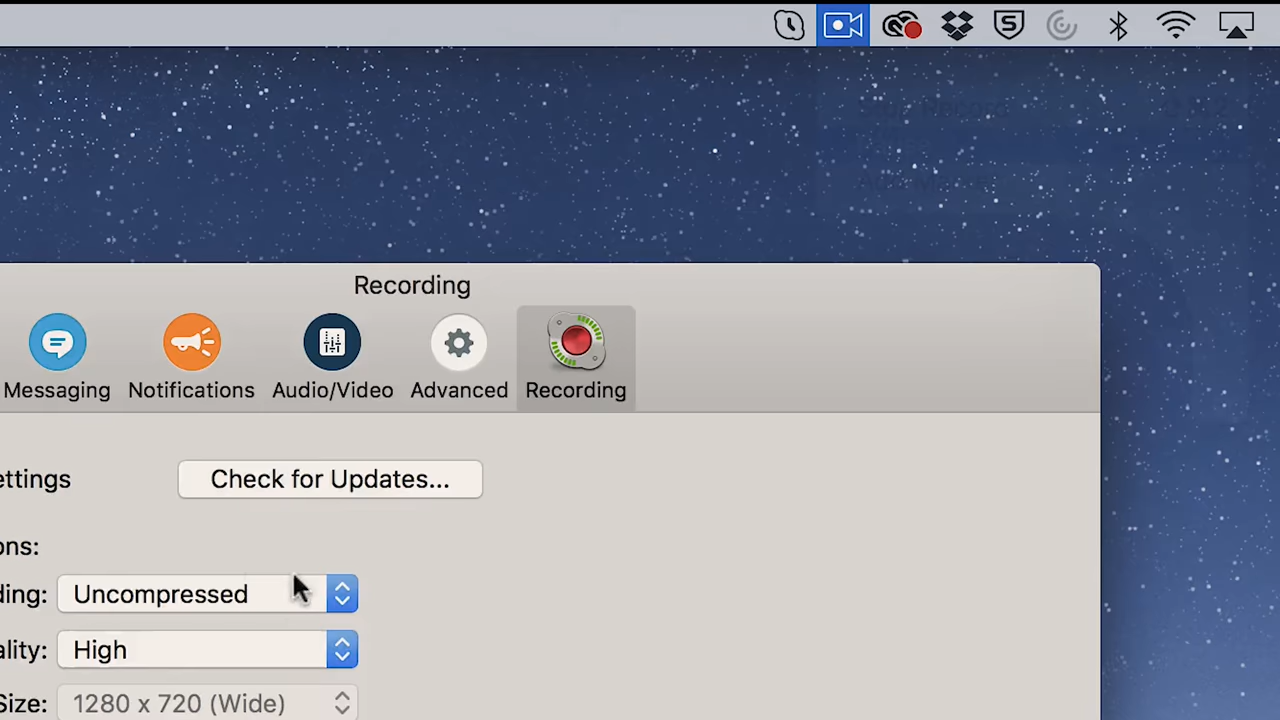 Recording
Messaging Notifications Audio/Video Advanced Recording
ettings Check for Updates...
ons:
ding: Uncompressed
ality: High
Size: 1280 x 720 (Wide)